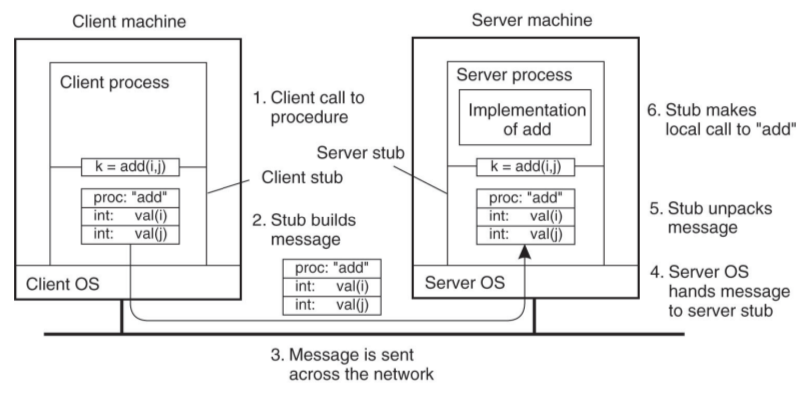 Client machine
Server machine
Client process
1. Client call to
procedure
Server process
Implementation
of add
6. Stub makes
local call to "add"
Server stub
k = add(i,j)
k = add(i,j)
Client stub
proc: "add"
int: val(i)
int: val(j)
proc: "add"
int: val(i)
int: val(j)
2. Stub builds
message
5. Stub unpacks
message
proc: "add"
int: val(i)
int: val(j)
Client OS
Server OS
4. Server OS
hands message
to server stub
3. Message is sent
across the network